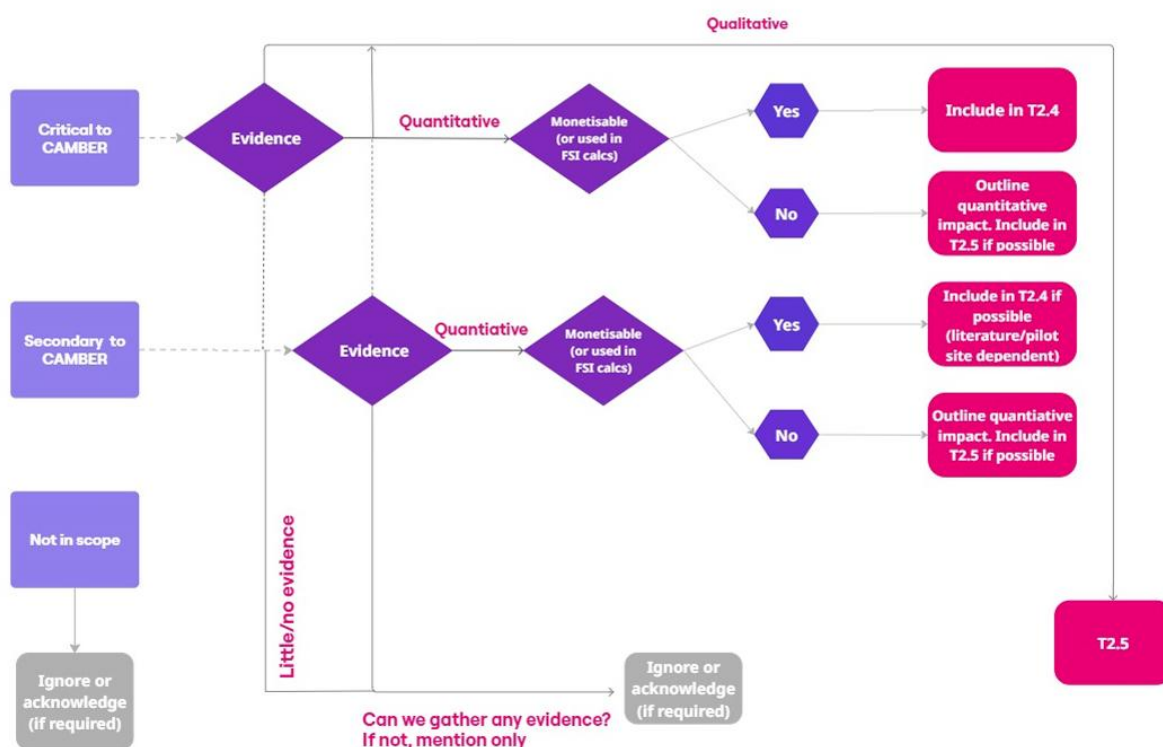 Qualitative
Critical to
CAMBER
Evidence
Quantitative
Monetisable
(or used in
FSI calcs)
Yes
Include in T2.4
No
Outline
quantitative
impact. Include in
T2.5 if possible
Secondary to
CAMBER
Evidence
Quantiative
Monetisable
(or used in
FSI calcs)
Yes
Include in T2.4 if
possible
(literature/pilot
site dependent)
No
Outline quantiative
impact. Include in
T2.5 if possible
Not in scope
Ignore or
acknowledge
(if required)
Little/no evidence
Can we gather any evidence?
If not, mention only
Ignore or
acknowledge
(if required)
T2.5